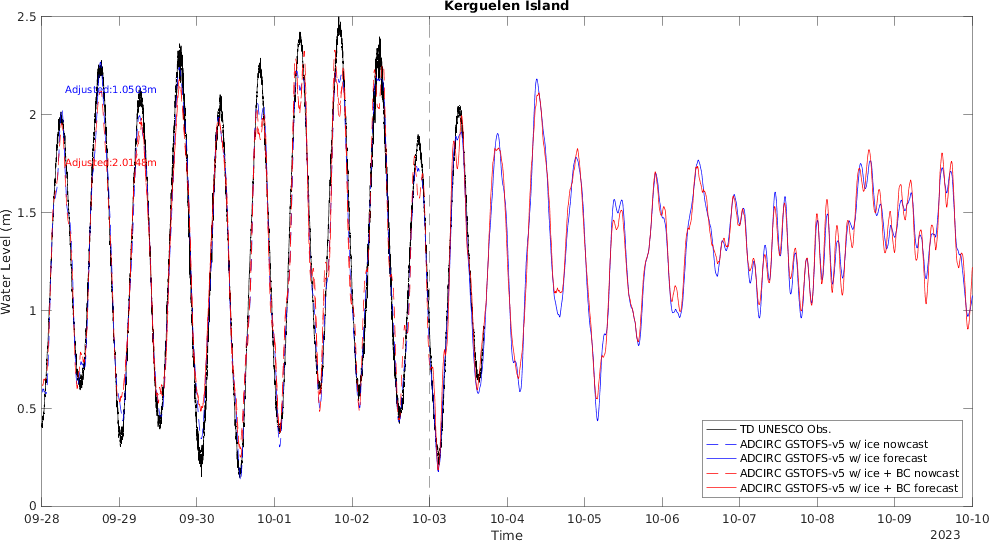 Kerguelen Island
2.5
2
1.5
1
0.5
0
Water Level (m)
Adjusted:1.0503m
Adjusted:2.0148m
TD UNESCO Obs.
ADCIRC GSTOFS-v5 w/ ice nowcast
ADCIRC GSTOFS-v5 w/ ice forecast
ADCIRC GSTOFS-v5 w/ ice + BC nowcast
ADCIRC GSTOFS-v5 w/ ice + BC forecast
09-28 09-29 09-30 10-01 10-02 10-03 10-04 10-05 10-06 10-07 10-08 10-09 10-10
Time
2023